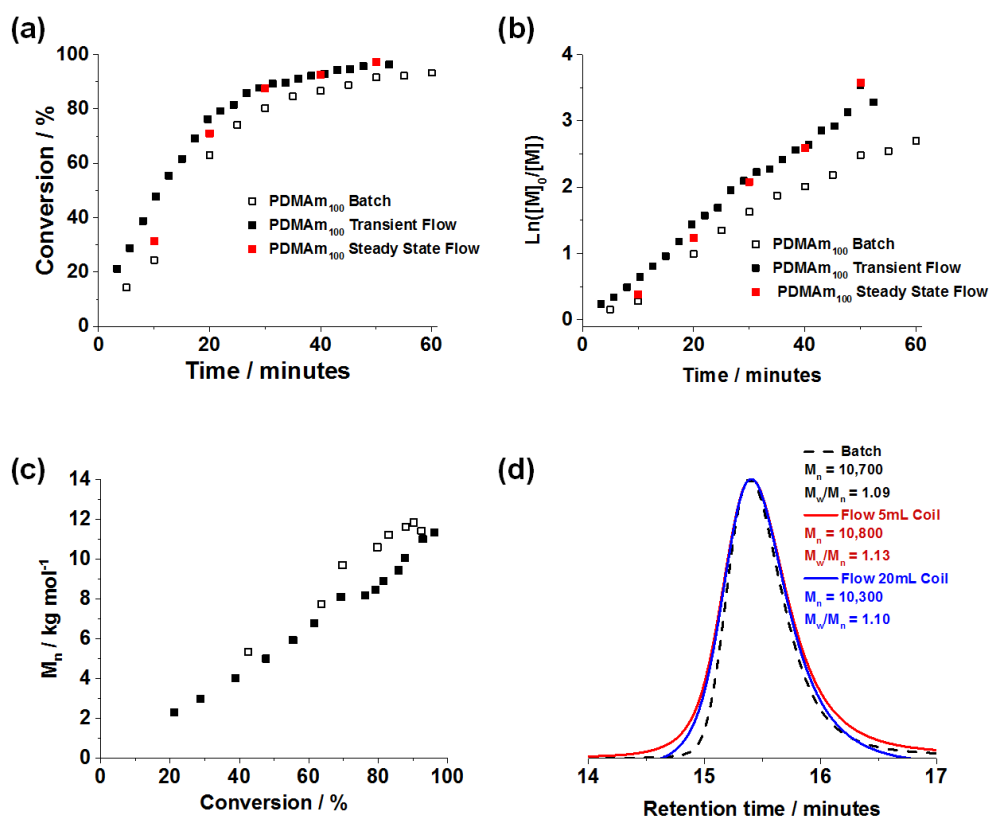 (a)
100
80
60
40
20
0
Conversion / %
PDMAm₁₀₀ Batch
PDMAm₁₀₀ Transient Flow
PDMAm₁₀₀ Steady State Flow
0 20 40 60
Time / minutes
(b)
4
3
2
1
0
Ln([M]₀/[M])
PDMAm₁₀₀ Batch
PDMAm₁₀₀ Transient Flow
PDMAm₁₀₀ Steady State Flow
0 20 40 60
Time / minutes
(c)
14
12
10
8
6
4
2
0
Mₙ / kg mol⁻¹
0 20 40 60 80 100
Conversion / %
(d)
Batch
Mₙ = 10,700
M_w/Mₙ = 1.09
Flow 5mL Coil
Mₙ = 10,800
M_w/Mₙ = 1.13
Flow 20mL Coil
Mₙ = 10,300
M_w/Mₙ = 1.10
14 15 16 17
Retention time / minutes